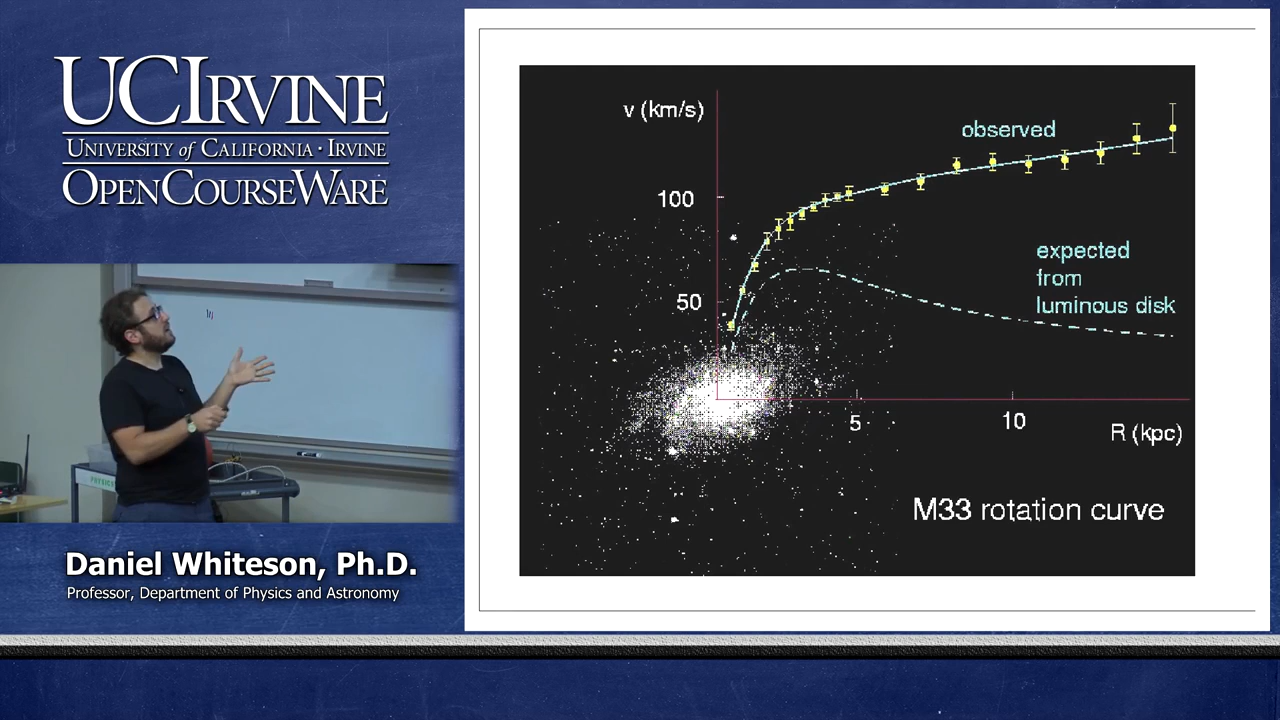 UCIRVINE
UNIVERSITY of CALIFORNIA · IRVINE
OPENCOURSEWARE
PHYSICS
Daniel Whiteson, Ph.D.
Professor, Department of Physics and Astronomy
v (km/s)
observed
100
expected
from
luminous disk
50
5
10
R (kpc)
M33 rotation curve